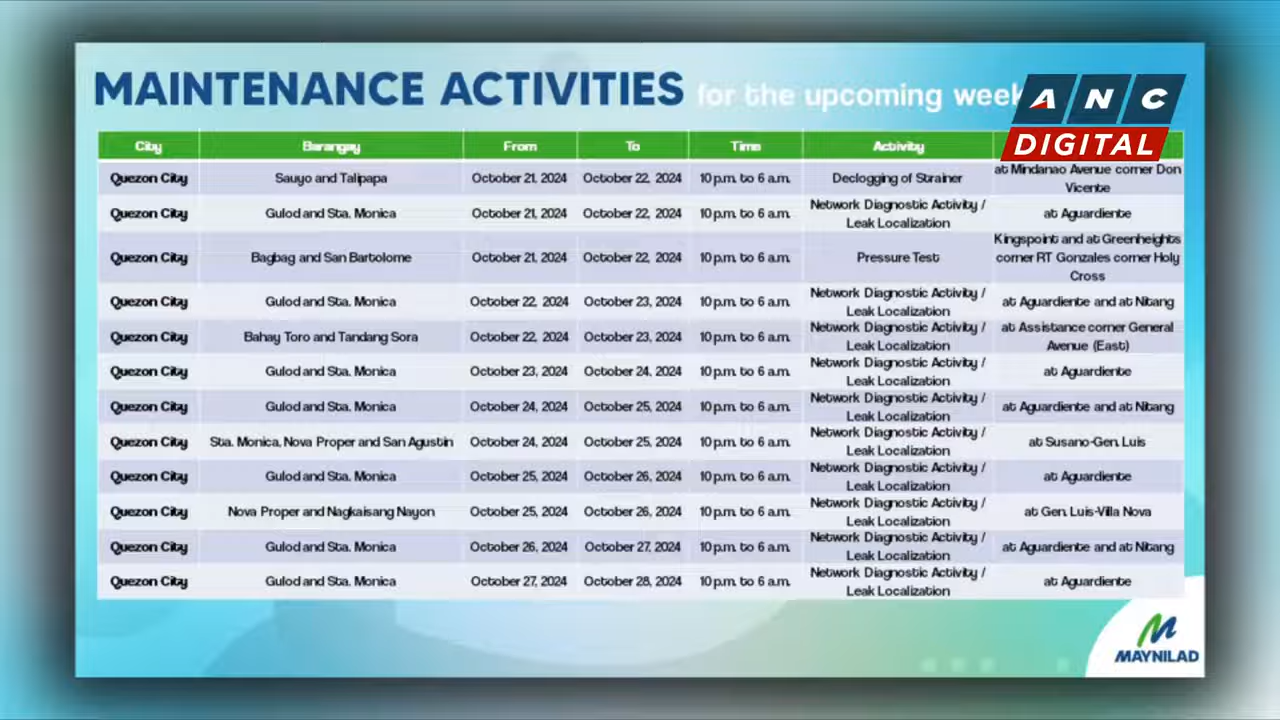 MAINTENANCE ACTIVITIES for the upcoming week
ANC
DIGITAL
City Barangay From To Time Activity
Quezon City Sauyo and Talipapa October 21, 2024 October 22, 2024 10 p.m. to 6 a.m. Declogging of Strainer at Mindanao Avenue corner Don
Vicente
Quezon City Gulod and Sta. Monica October 21, 2024 October 22, 2024 10 p.m. to 6 a.m. Network Diagnostic Activity /
Leak Localization at Aguardiente
Quezon City Bagbag and San Bartolome October 21, 2024 October 22, 2024 10 p.m. to 6 a.m. Pressure Test Kingspoint and at Greenheights
corner RT Gonzales corner Holy
Cross
Quezon City Gulod and Sta. Monica October 22, 2024 October 23, 2024 10 p.m. to 6 a.m. Network Diagnostic Activity /
Leak Localization at Aguardiente and at Nitang
Quezon City Bahay Toro and Tandang Sora October 22, 2024 October 23, 2024 10 p.m. to 6 a.m. Network Diagnostic Activity /
Leak Localization at Assistance corner General
Avenue (East)
Quezon City Gulod and Sta. Monica October 23, 2024 October 24, 2024 10 p.m. to 6 a.m. Network Diagnostic Activity /
Leak Localization at Aguardiente
Quezon City Gulod and Sta. Monica October 24, 2024 October 25, 2024 10 p.m. to 6 a.m. Network Diagnostic Activity /
Leak Localization at Aguardiente and at Nitang
Quezon City Sta. Monica, Nova Proper and San Agustin October 24, 2024 October 25, 2024 10 p.m. to 6 a.m. Network Diagnostic Activity /
Leak Localization at Susano-Gen. Luis
Quezon City Gulod and Sta. Monica October 25, 2024 October 26, 2024 10 p.m. to 6 a.m. Network Diagnostic Activity /
Leak Localization at Aguardiente
Quezon City Nova Proper and Nagkaisang Nayon October 25, 2024 October 26, 2024 10 p.m. to 6 a.m. Network Diagnostic Activity /
Leak Localization at Gen. Luis-Villa Nova
Quezon City Gulod and Sta. Monica October 26, 2024 October 27, 2024 10 p.m. to 6 a.m. Network Diagnostic Activity /
Leak Localization at Aguardiente and at Nitang
Quezon City Gulod and Sta. Monica October 27, 2024 October 28, 2024 10 p.m. to 6 a.m. Network Diagnostic Activity /
Leak Localization at Aguardiente
MAYNILAD